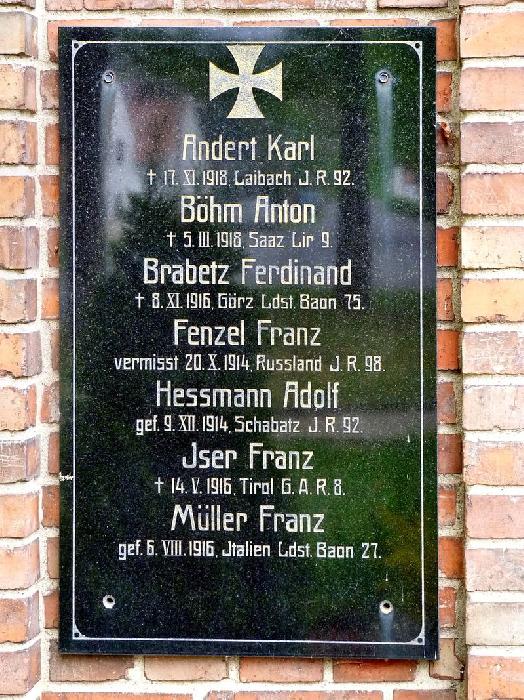 Andert Karl
† 17. XI. 1918, Laibach J. R. 92.
Böhm Anton
† 5. III. 1918, Saaz Lir 9.
Brabetz Ferdinand
† 8. XI. 1916, Görz Ldst. Baon 75.
Fenzel Franz
vermisst 20. X. 1914, Russland J. R. 98.
Hessmann Adolf
gef. 9. XII. 1914, Schabatz J. R. 92.
Jser Franz
† 14. V. 1916, Tirol G. A. R. 8.
Müller Franz
gef. 6. VIII. 1916, Jtalien Ldst. Baon 27.